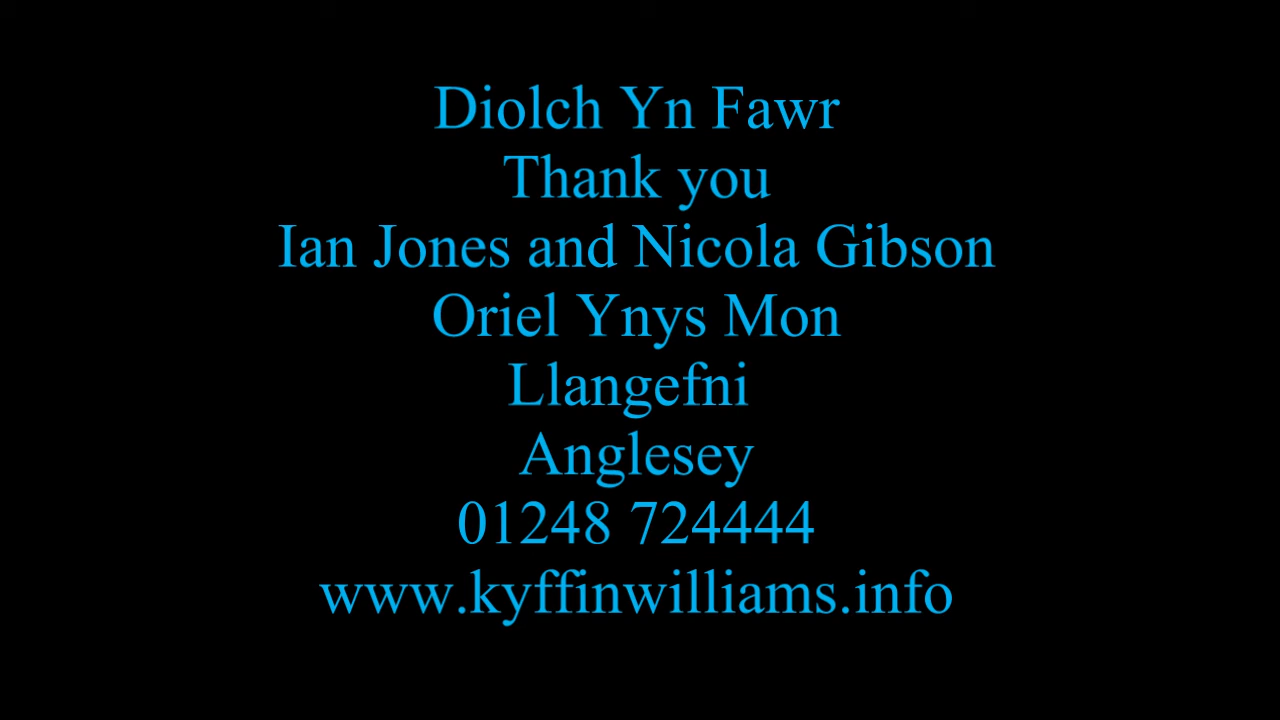 Diolch Yn Fawr
Thank you
Ian Jones and Nicola Gibson
Oriel Ynys Mon
Llangefni
Anglesey
01248 724444
www.kyffinwilliams.info